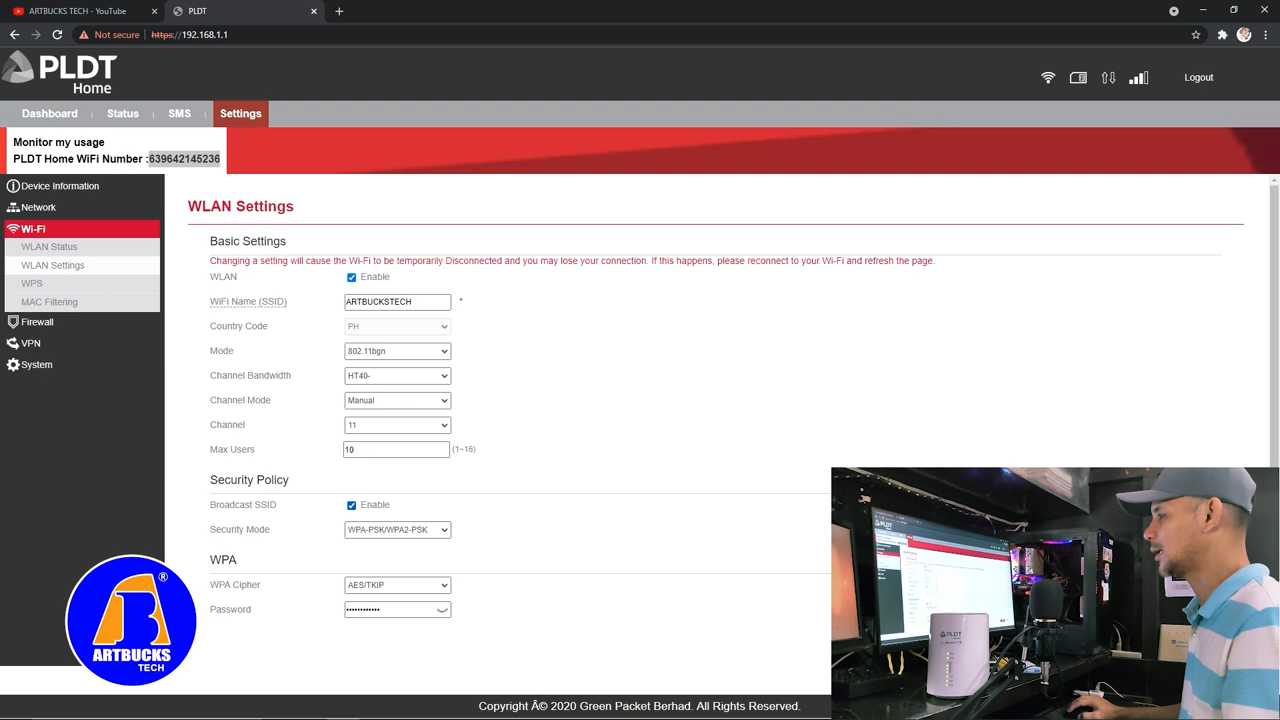 ARTBUCKS TECH - YouTube
PLDT
Not secure
https://192.168.1.1
PLDT
Home
Logout
Dashboard
Status
SMS
Settings
Monitor my usage
PLDT Home WiFi Number :639642145236
Device Information
Network
Wi-Fi
WLAN Status
WLAN Settings
WPS
MAC Filtering
Firewall
VPN
System
WLAN Settings
Basic Settings
Changing a setting will cause the Wi-Fi to be temporarily Disconnected and you may lose your connection. If this happens, please reconnect to your Wi-Fi and refresh the page.
WLAN Enable
WiFi Name (SSID) ARTBUCKSTECH *
Country Code PH
Mode 802.11bgn
Channel Bandwidth HT40-
Channel Mode Manual
Channel 11
Max Users 10 (1~16)
Security Policy
Broadcast SSID Enable
Security Mode WPA-PSK/WPA2-PSK
WPA
WPA Cipher AES/TKIP
Password ••••••••••••
®
ARTBUCKS
TECH
PLDT
Copyright Â© 2020 Green Packet Berhad. All Rights Reserved.